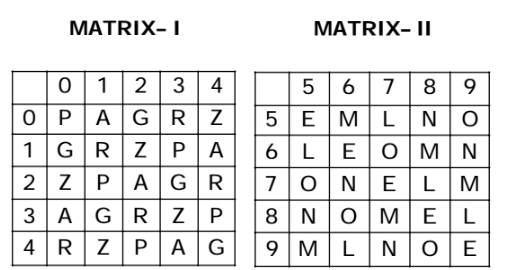 MATRIX– I MATRIX– II
0 1 2 3 4 5 6 7 8 9
0 P A G R Z 5 E M L N O
1 G R Z P A 6 L E O M N
2 Z P A G R 7 O N E L M
3 A G R Z P 8 N O M E L
4 R Z P A G 9 M L N O E